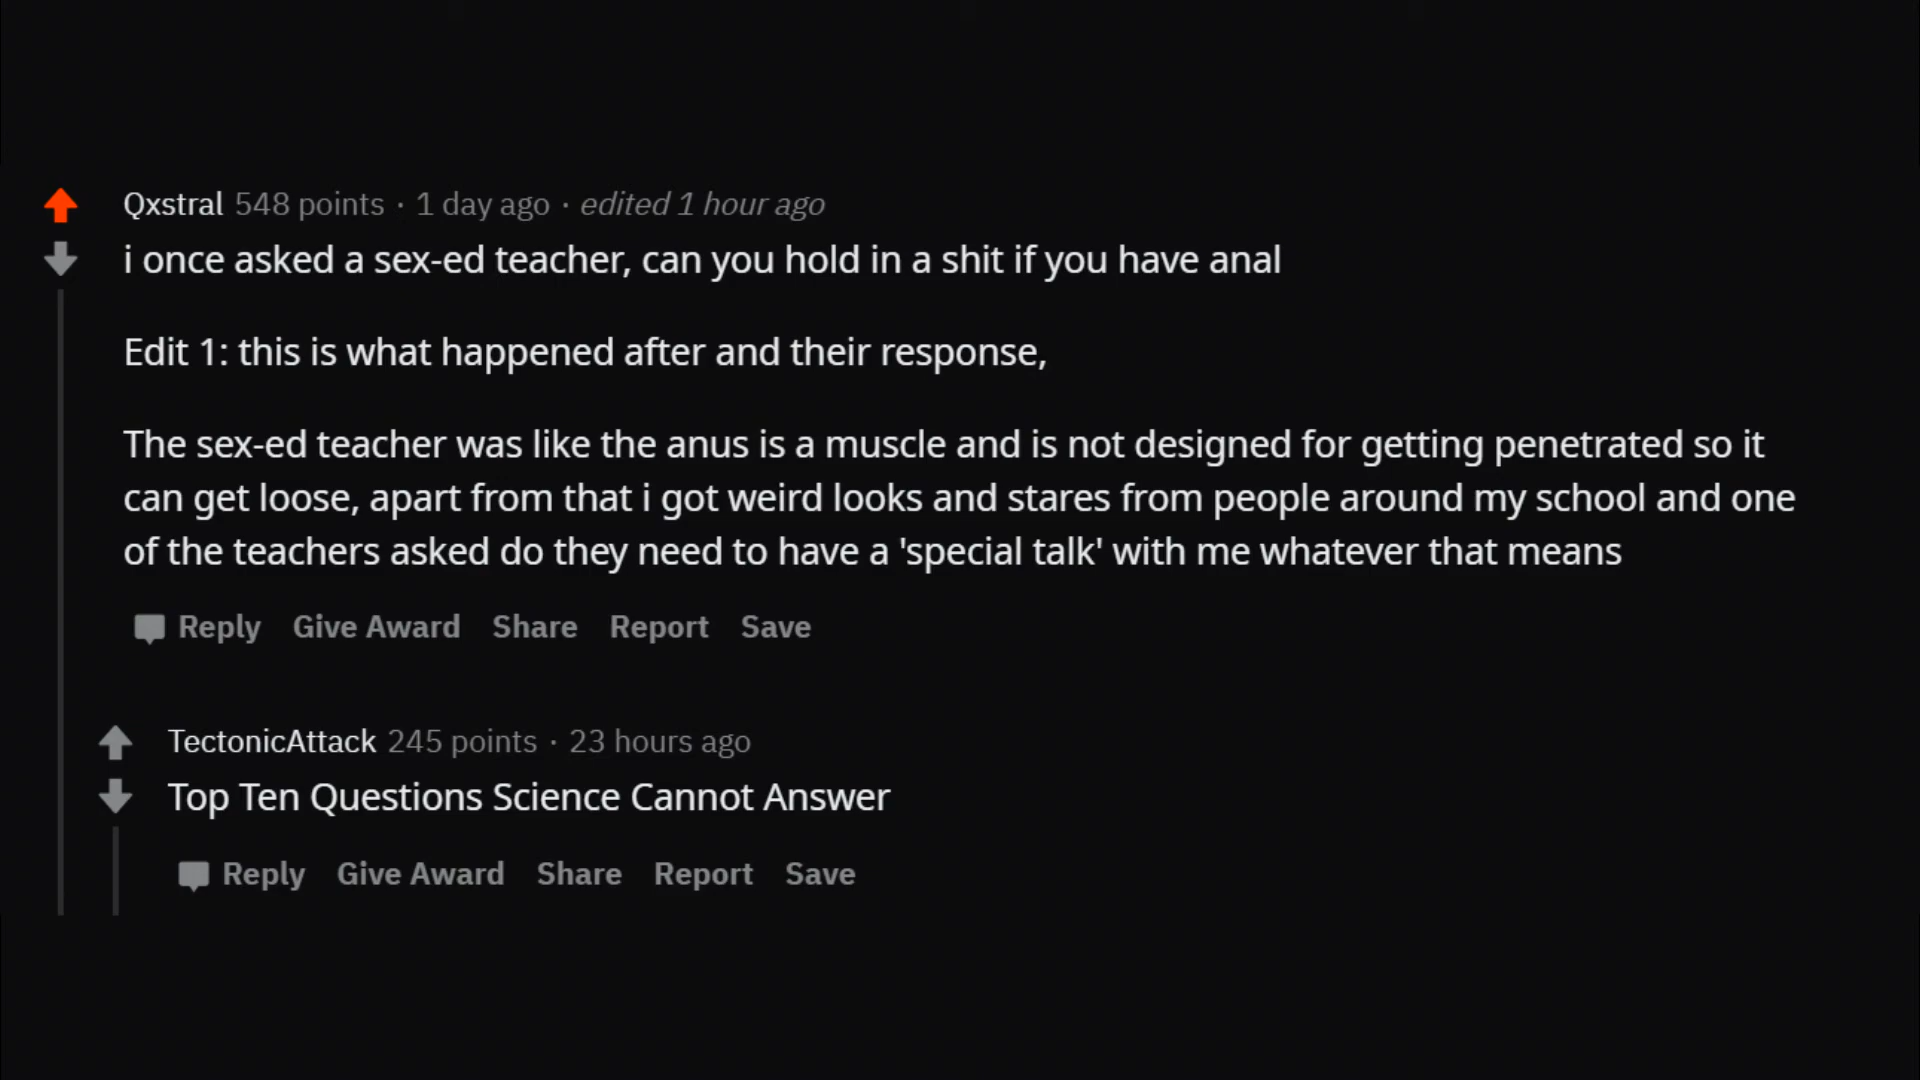 Qxstral 548 points · 1 day ago · edited 1 hour ago
i once asked a sex-ed teacher, can you hold in a shit if you have anal
Edit 1: this is what happened after and their response,
The sex-ed teacher was like the anus is a muscle and is not designed for getting penetrated so it
can get loose, apart from that i got weird looks and stares from people around my school and one
of the teachers asked do they need to have a 'special talk' with me whatever that means
Reply Give Award Share Report Save
TectonicAttack 245 points · 23 hours ago
Top Ten Questions Science Cannot Answer
Reply Give Award Share Report Save